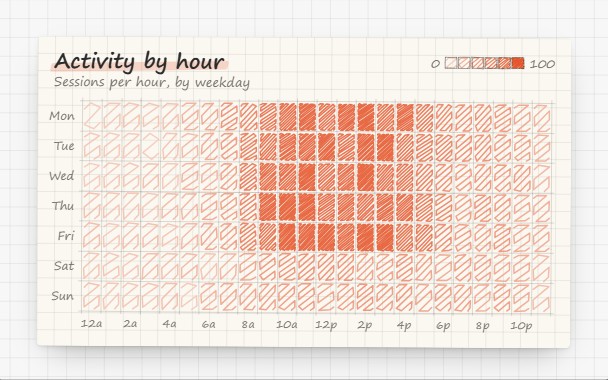 Activity by hour
0 100
Sessions per hour, by weekday
Mon
Tue
Wed
Thu
Fri
Sat
Sun
12a 2a 4a 6a 8a 10a 12p 2p 4p 6p 8p 10p